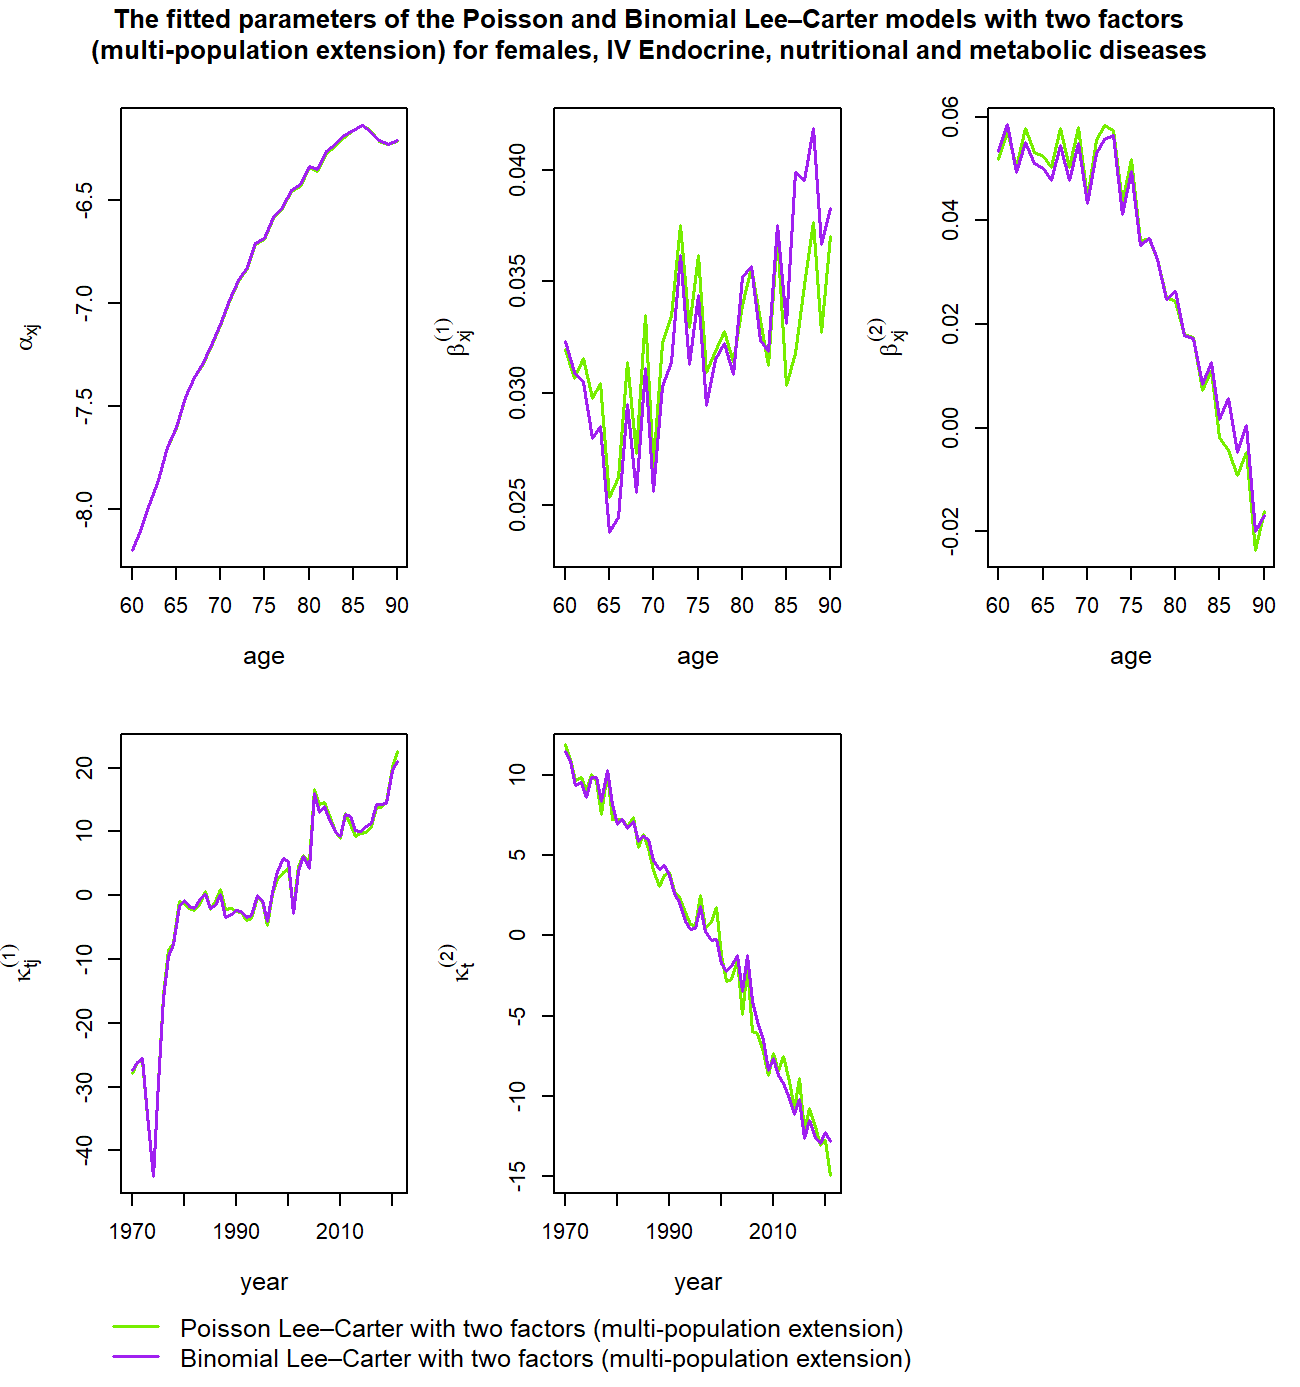 The fitted parameters of the Poisson and Binomial Lee–Carter models with two factors
(multi-population extension) for females, IV Endocrine, nutritional and metabolic diseases
αxj
-8.0 -7.5 -7.0 -6.5
60 65 70 75 80 85 90
age
βxj(1)
0.025 0.030 0.035 0.040
60 65 70 75 80 85 90
age
βxj(2)
-0.02 0.00 0.02 0.04 0.06
60 65 70 75 80 85 90
age
κtj(1)
-40 -30 -20 -10 0 10 20
1970 1990 2010
year
κt(2)
-15 -10 -5 0 5 10
1970 1990 2010
year
Poisson Lee–Carter with two factors (multi-population extension)
Binomial Lee–Carter with two factors (multi-population extension)